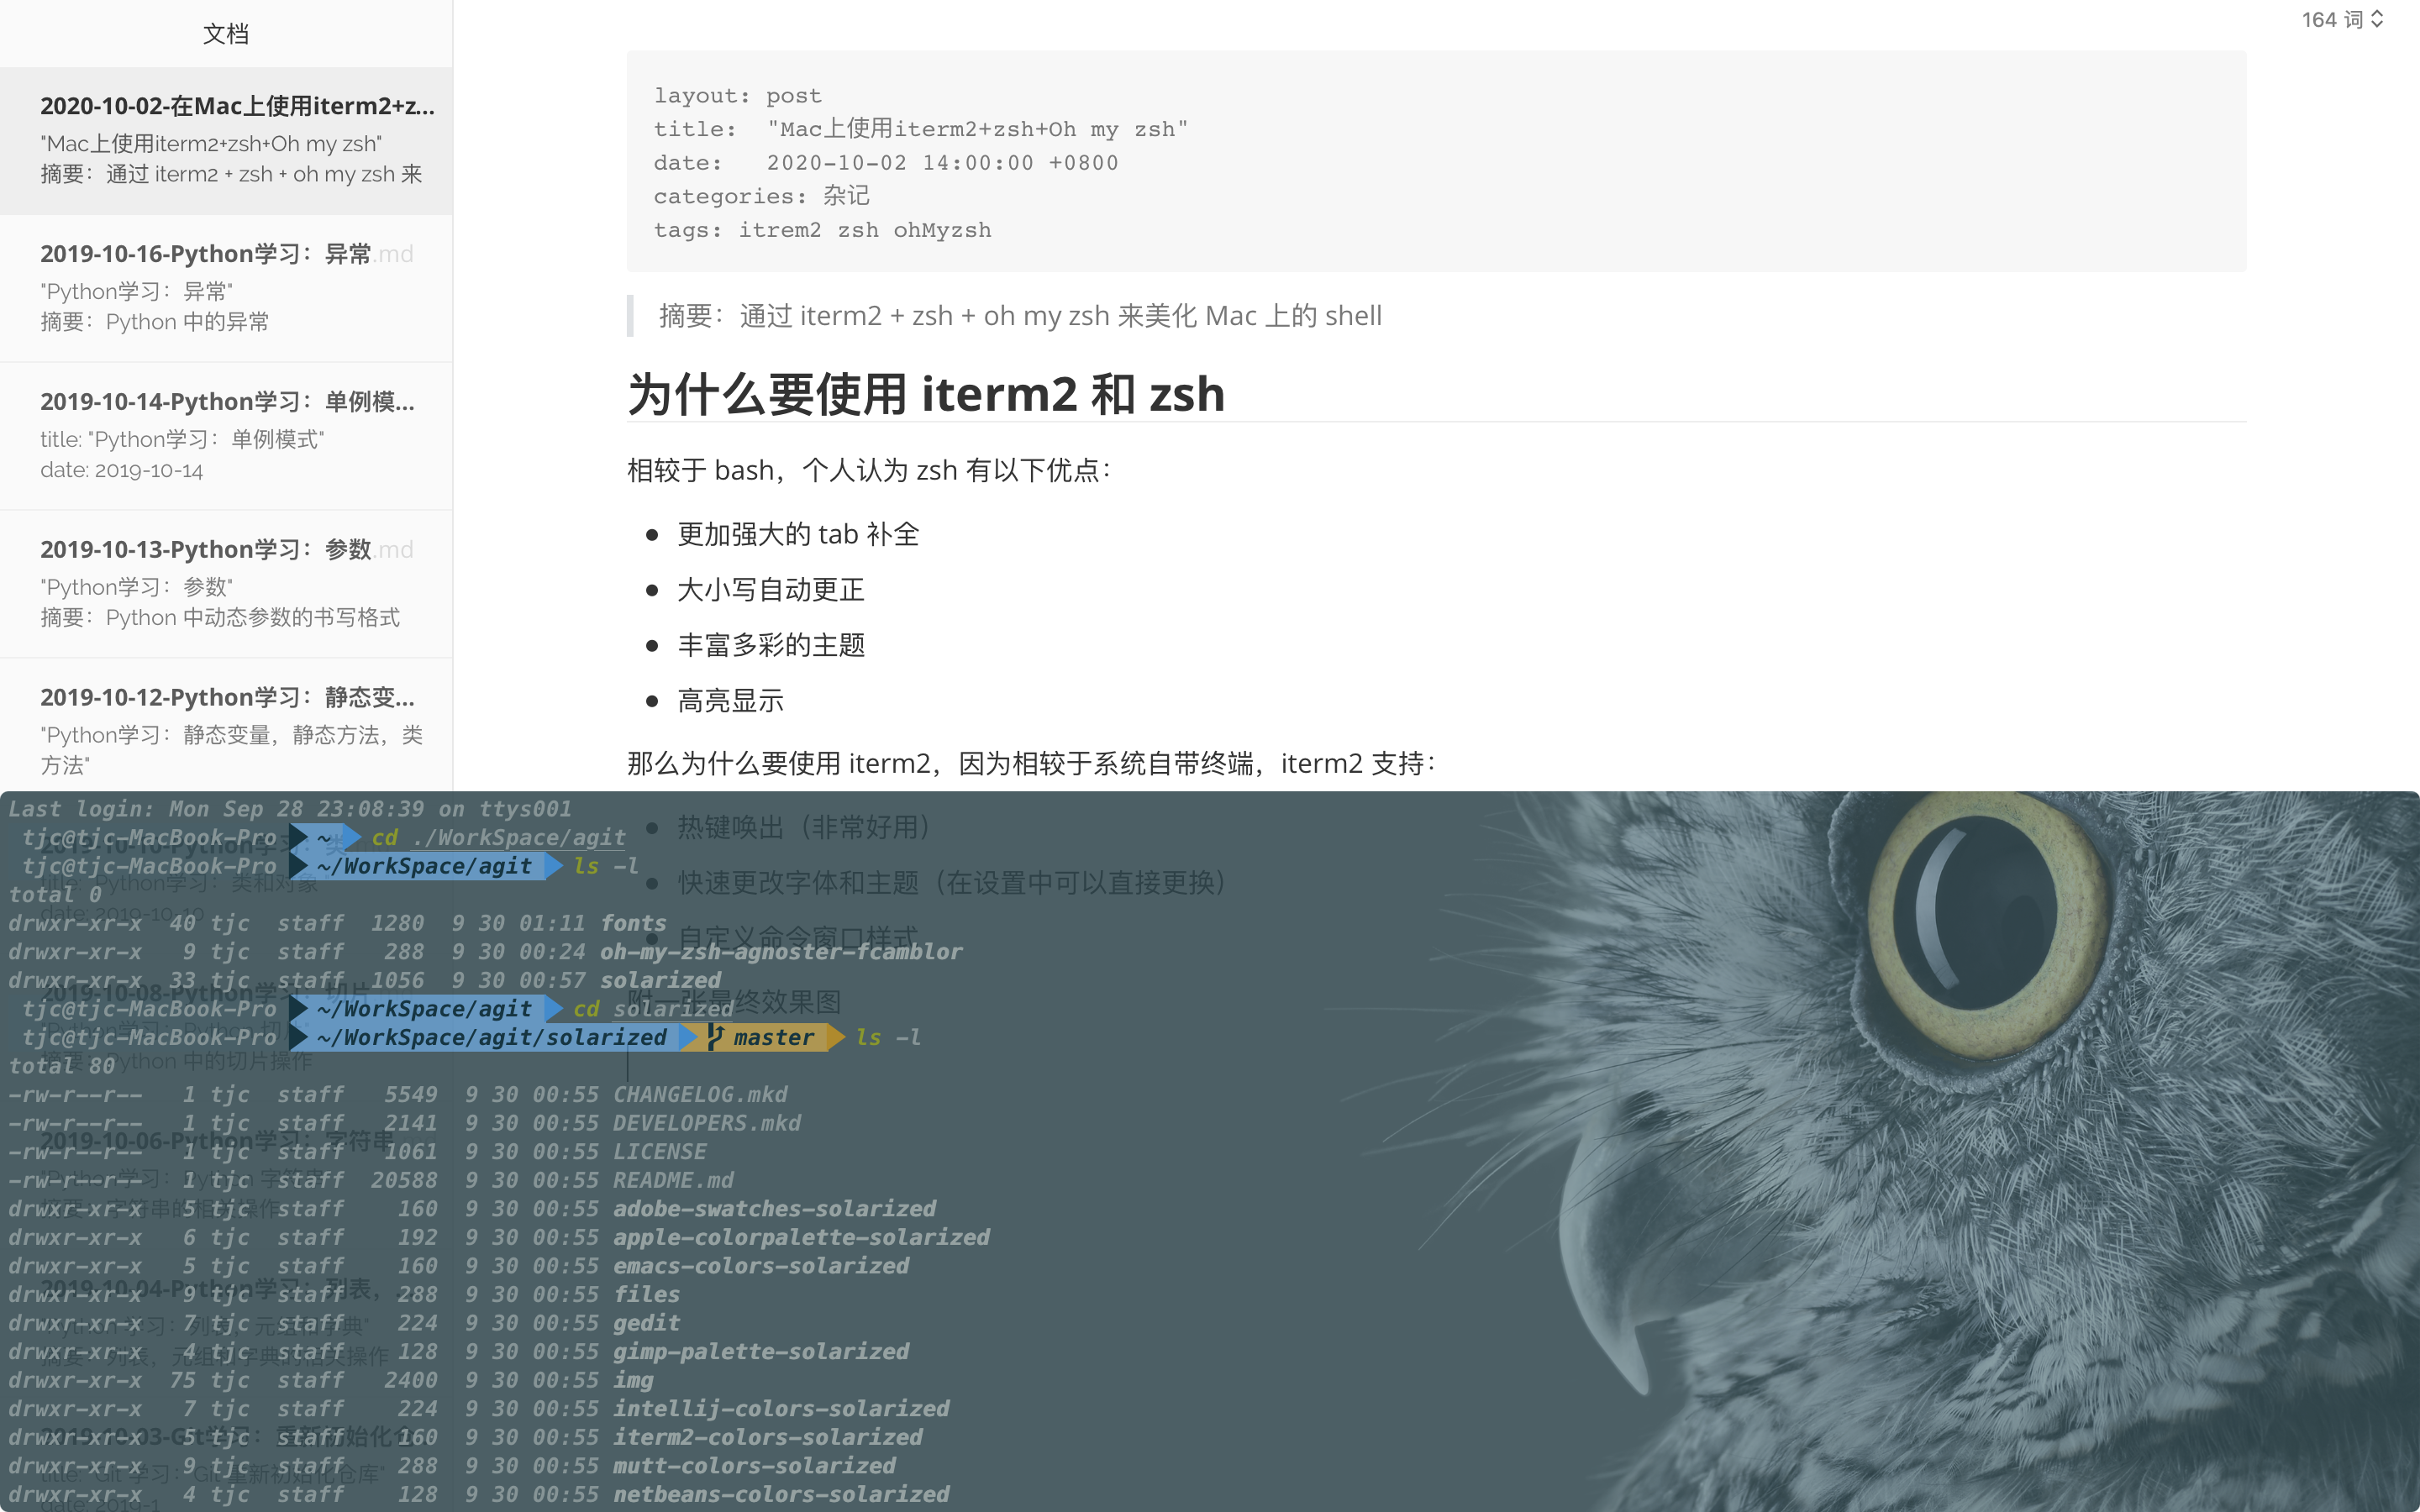 文档
164 词
2020-10-02-在Mac上使用iterm2+z...
"Mac上使用iterm2+zsh+Oh my zsh"
摘要：通过 iterm2 + zsh + oh my zsh 来
2019-10-16-Python学习：异常.md
"Python学习：异常"
摘要：Python 中的异常
2019-10-14-Python学习：单例模...
title: "Python学习：单例模式"
date: 2019-10-14
2019-10-13-Python学习：参数.md
"Python学习：参数"
摘要：Python 中动态参数的书写格式
2019-10-12-Python学习：静态变...
"Python学习：静态变量，静态方法，类
方法"
layout: post
title:  "Mac上使用iterm2+zsh+Oh my zsh"
date:   2020-10-02 14:00:00 +0800
categories: 杂记
tags: itrem2 zsh ohMyzsh
摘要：通过 iterm2 + zsh + oh my zsh 来美化 Mac 上的 shell
为什么要使用 iterm2 和 zsh
相较于 bash，个人认为 zsh 有以下优点：
● 更加强大的 tab 补全
● 大小写自动更正
● 丰富多彩的主题
● 高亮显示
那么为什么要使用 iterm2，因为相较于系统自带终端，iterm2 支持：
● 热键唤出（非常好用）
● 快速更改字体和主题（在设置中可以直接更换）
● 自定义命令窗口样式
附一张最终效果图
Last login: Mon Sep 28 23:08:39 on ttys001
tjc@tjc-MacBook-Pro ~ cd ./WorkSpace/agit
tjc@tjc-MacBook-Pro ~/WorkSpace/agit ls -l
total 0
drwxr-xr-x  40 tjc  staff  1280  9 30 01:11 fonts
drwxr-xr-x   9 tjc  staff   288  9 30 00:24 oh-my-zsh-agnoster-fcamblor
drwxr-xr-x  33 tjc  staff  1056  9 30 00:57 solarized
tjc@tjc-MacBook-Pro ~/WorkSpace/agit cd solarized
tjc@tjc-MacBook-Pro ~/WorkSpace/agit/solarized master ls -l
total 80
-rw-r--r--   1 tjc  staff   5549  9 30 00:55 CHANGELOG.mkd
-rw-r--r--   1 tjc  staff   2141  9 30 00:55 DEVELOPERS.mkd
-rw-r--r--   1 tjc  staff   1061  9 30 00:55 LICENSE
-rw-r--r--   1 tjc  staff  20588  9 30 00:55 README.md
drwxr-xr-x   5 tjc  staff    160  9 30 00:55 adobe-swatches-solarized
drwxr-xr-x   6 tjc  staff    192  9 30 00:55 apple-colorpalette-solarized
drwxr-xr-x   5 tjc  staff    160  9 30 00:55 emacs-colors-solarized
drwxr-xr-x   9 tjc  staff    288  9 30 00:55 files
drwxr-xr-x   7 tjc  staff    224  9 30 00:55 gedit
drwxr-xr-x   4 tjc  staff    128  9 30 00:55 gimp-palette-solarized
drwxr-xr-x  75 tjc  staff   2400  9 30 00:55 img
drwxr-xr-x   7 tjc  staff    224  9 30 00:55 intellij-colors-solarized
drwxr-xr-x   5 tjc  staff    160  9 30 00:55 iterm2-colors-solarized
drwxr-xr-x   9 tjc  staff    288  9 30 00:55 mutt-colors-solarized
drwxr-xr-x   4 tjc  staff    128  9 30 00:55 netbeans-colors-solarized